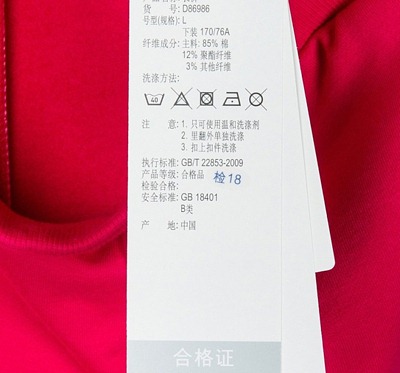 货 号: D86986
号型(规格): L
下装 170/76A
纤维成分: 主料: 85% 棉
12% 聚酯纤维
3% 其他纤维
洗涤方法:
40
注 意: 1. 只可使用温和洗涤剂
2. 里翻外单独洗涤
3. 扣上扣件洗涤
执行标准: GB/T 22853-2009
产品等级: 合格品 检18
检验合格:
安全标准: GB 18401
B类
产 地: 中国
合格证